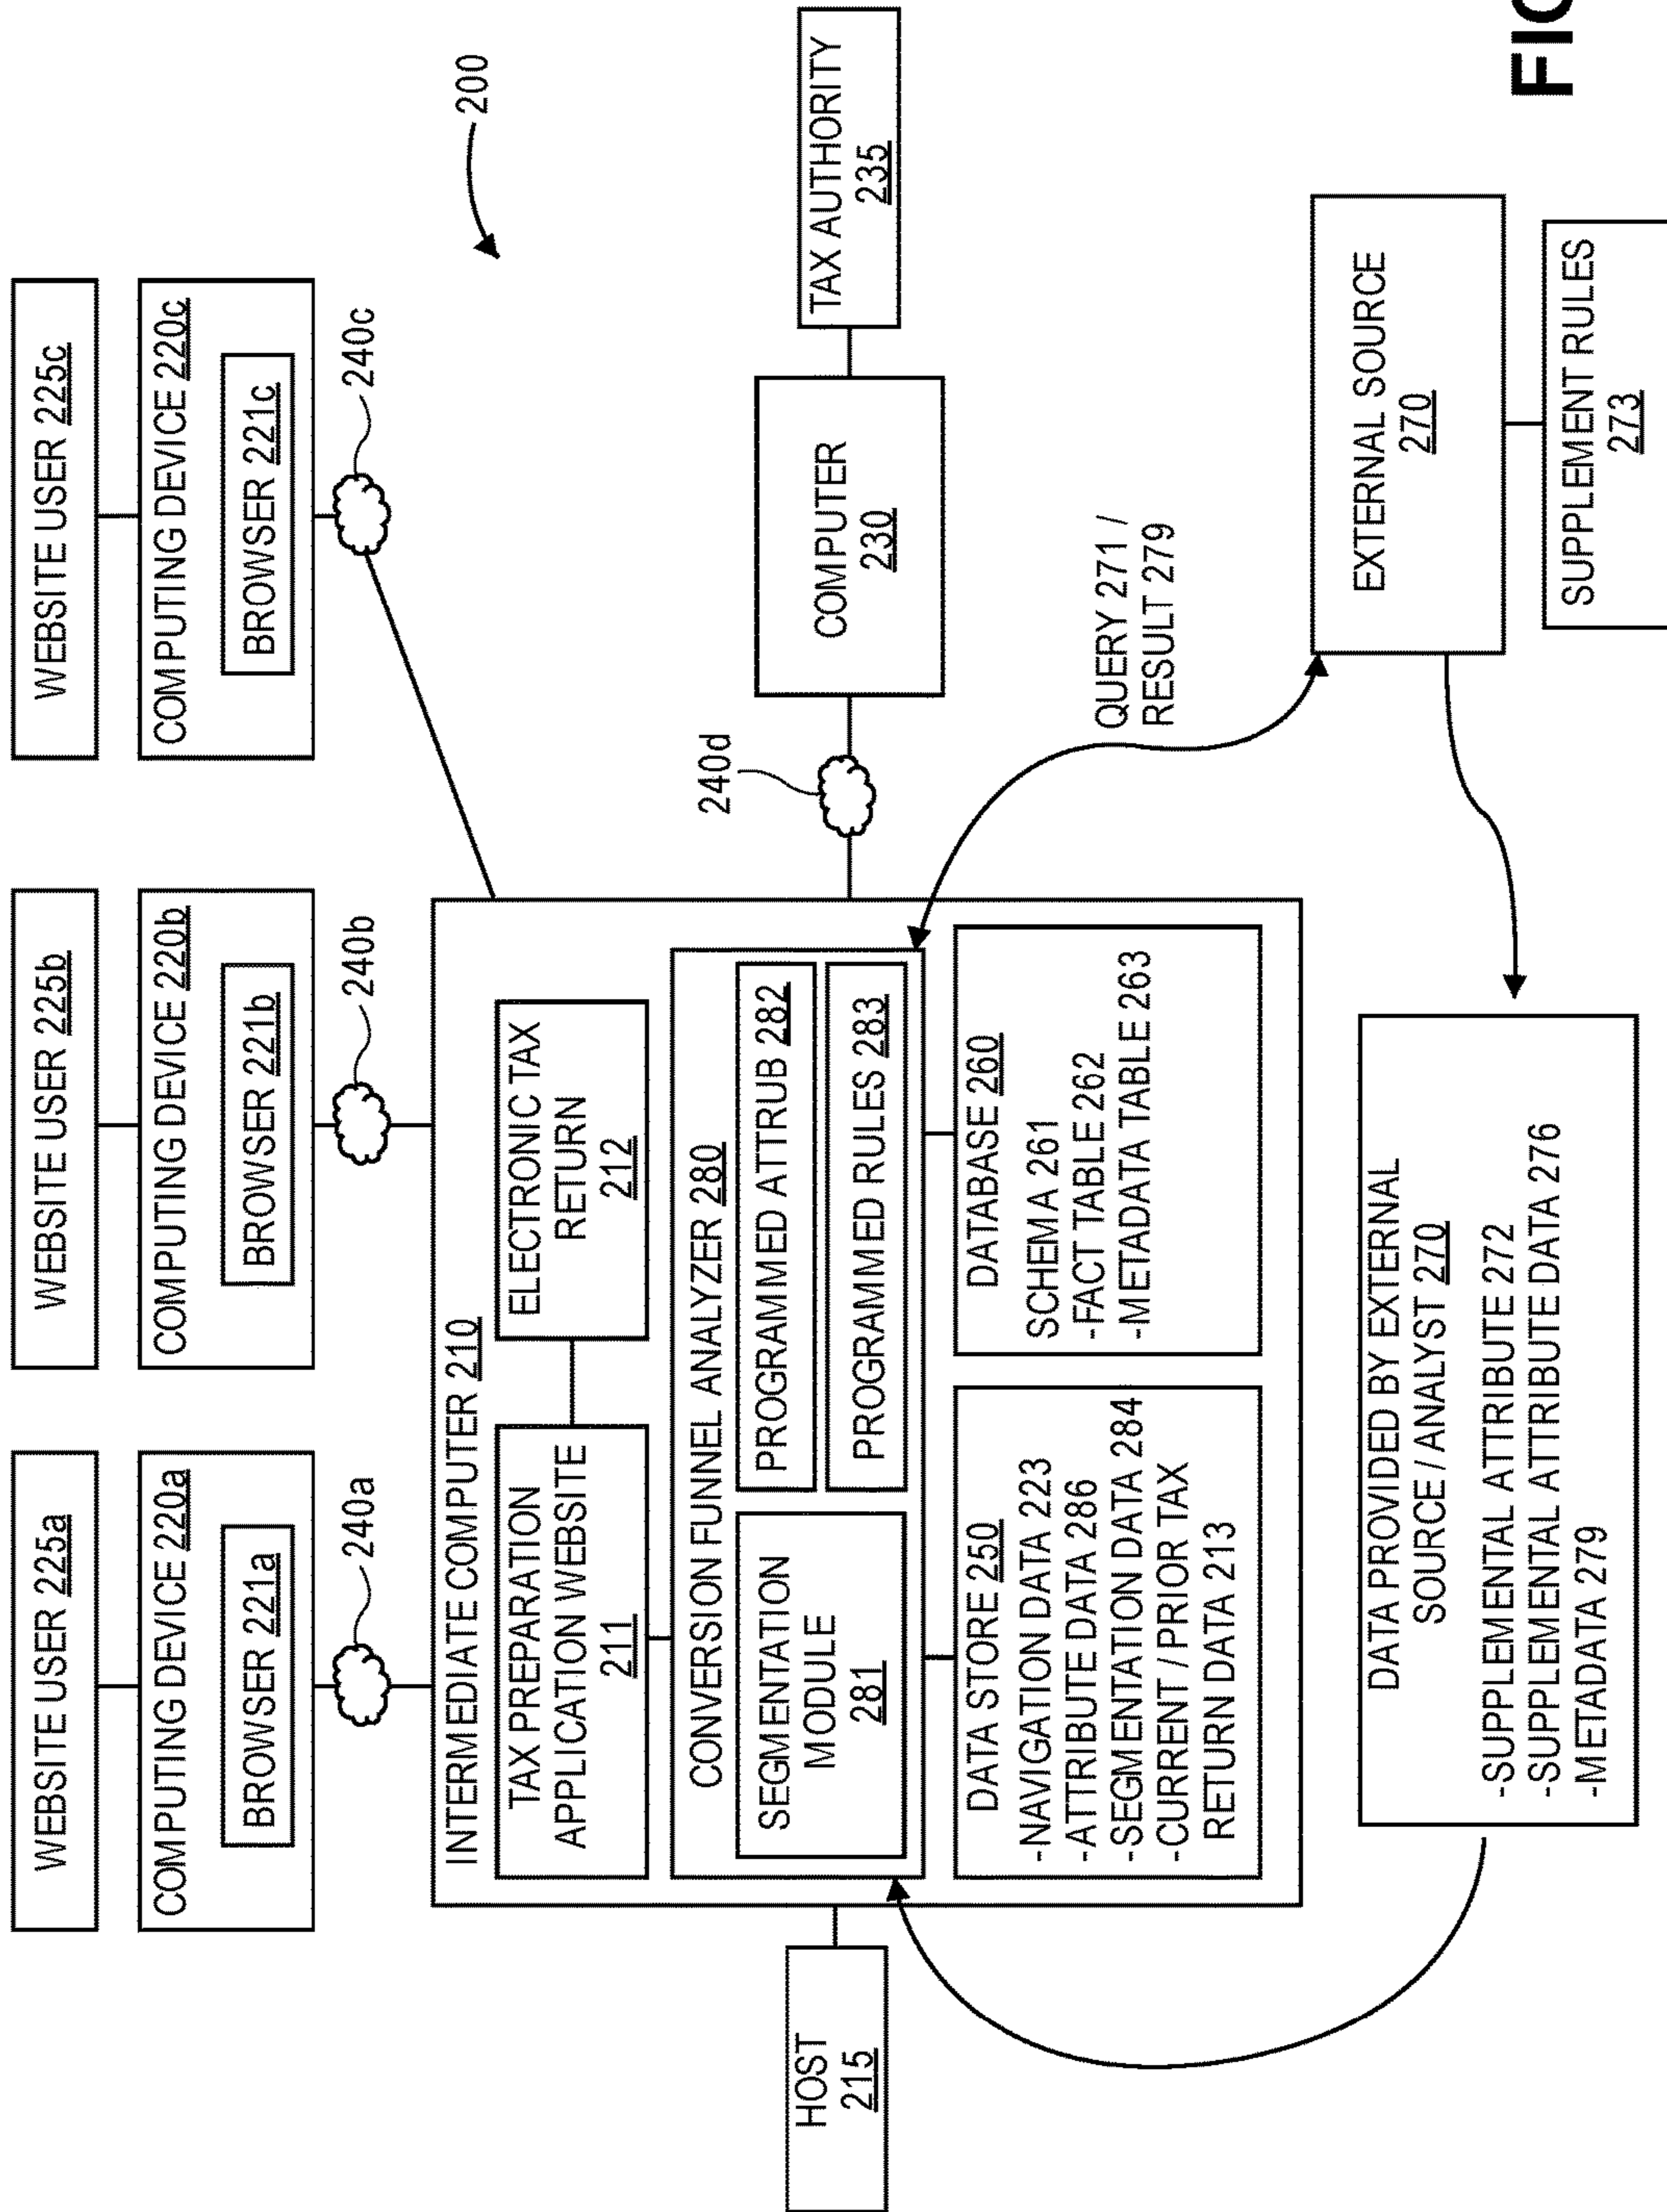 WEBSITE USER 225a
COMPUTING DEVICE 220a
BROWSER 221a
240a
WEBSITE USER 225b
COMPUTING DEVICE 220b
BROWSER 221b
240b
WEBSITE USER 225c
COMPUTING DEVICE 220c
BROWSER 221c
240c
200
INTERMEDIATE COMPUTER 210
TAX PREPARATION
APPLICATION WEBSITE
211
ELECTRONIC TAX
RETURN
212
CONVERSION FUNNEL ANALYZER 280
SEGMENTATION
MODULE
281
PROGRAMMED ATTRUB 282
PROGRAMMED RULES 283
DATA STORE 250
-NAVIGATION DATA 223
-ATTRIBUTE DATA 286
-SEGMENTATION DATA 284
-CURRENT / PRIOR TAX
RETURN DATA 213
DATABASE 260
SCHEMA 261
-FACT TABLE 262
-METADATA TABLE 263
HOST
215
240d
COMPUTER
230
TAX AUTHORITY
235
QUERY 271 /
RESULT 279
EXTERNAL SOURCE
270
SUPPLEMENT RULES
273
DATA PROVIDED BY EXTERNAL
SOURCE / ANALYST 270
-SUPPLEMENTAL ATTRIBUTE 272
-SUPPLEMENTAL ATTRIBUTE DATA 276
-METADATA 279